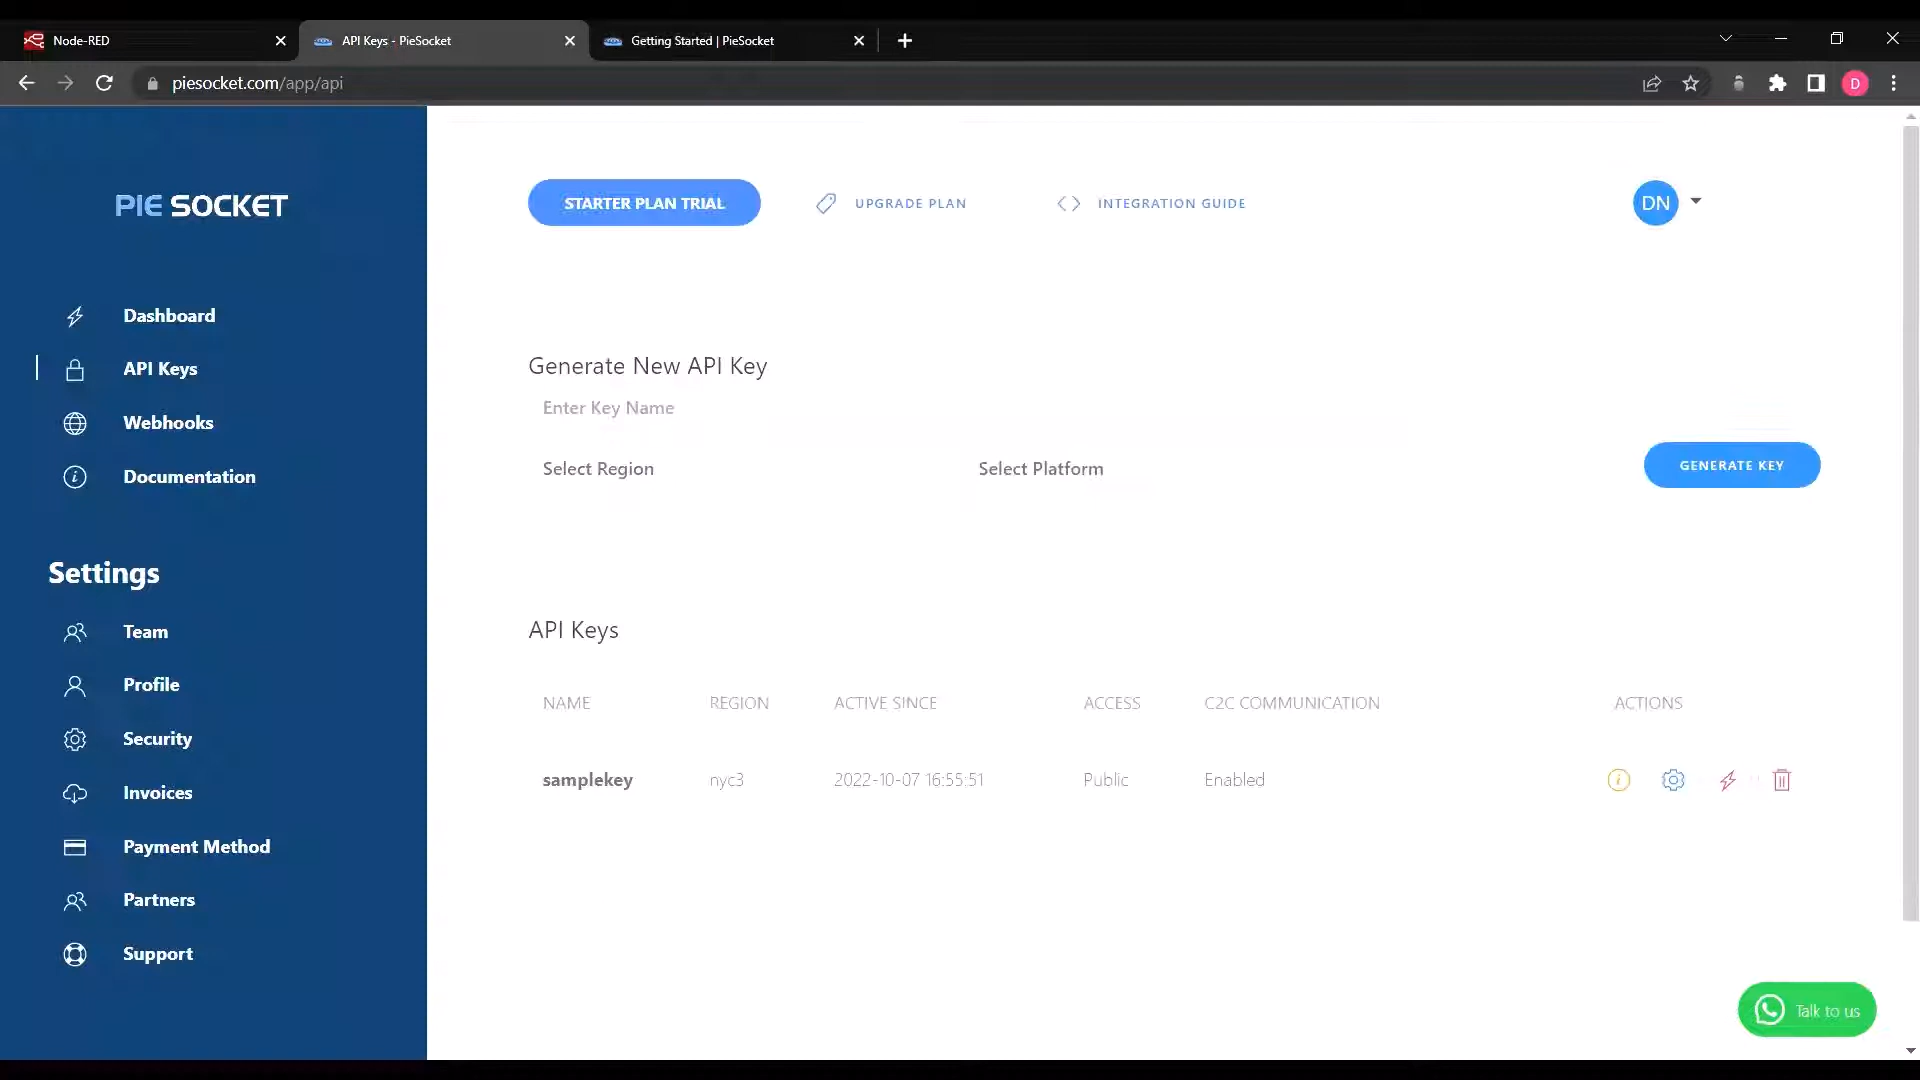 Node-RED
API Keys - PieSocket
Getting Started | PieSocket
piesocket.com/app/api
D
PIE SOCKET
Dashboard
API Keys
Webhooks
Documentation
Settings
Team
Profile
Security
Invoices
Payment Method
Partners
Support
STARTER PLAN TRIAL
UPGRADE PLAN
INTEGRATION GUIDE
DN
Generate New API Key
Enter Key Name
Select Region
Select Platform
GENERATE KEY
API Keys
NAME REGION ACTIVE SINCE ACCESS C2C COMMUNICATION ACTIONS
samplekey nyc3 2022-10-07 16:55:51 Public Enabled
Talk to us